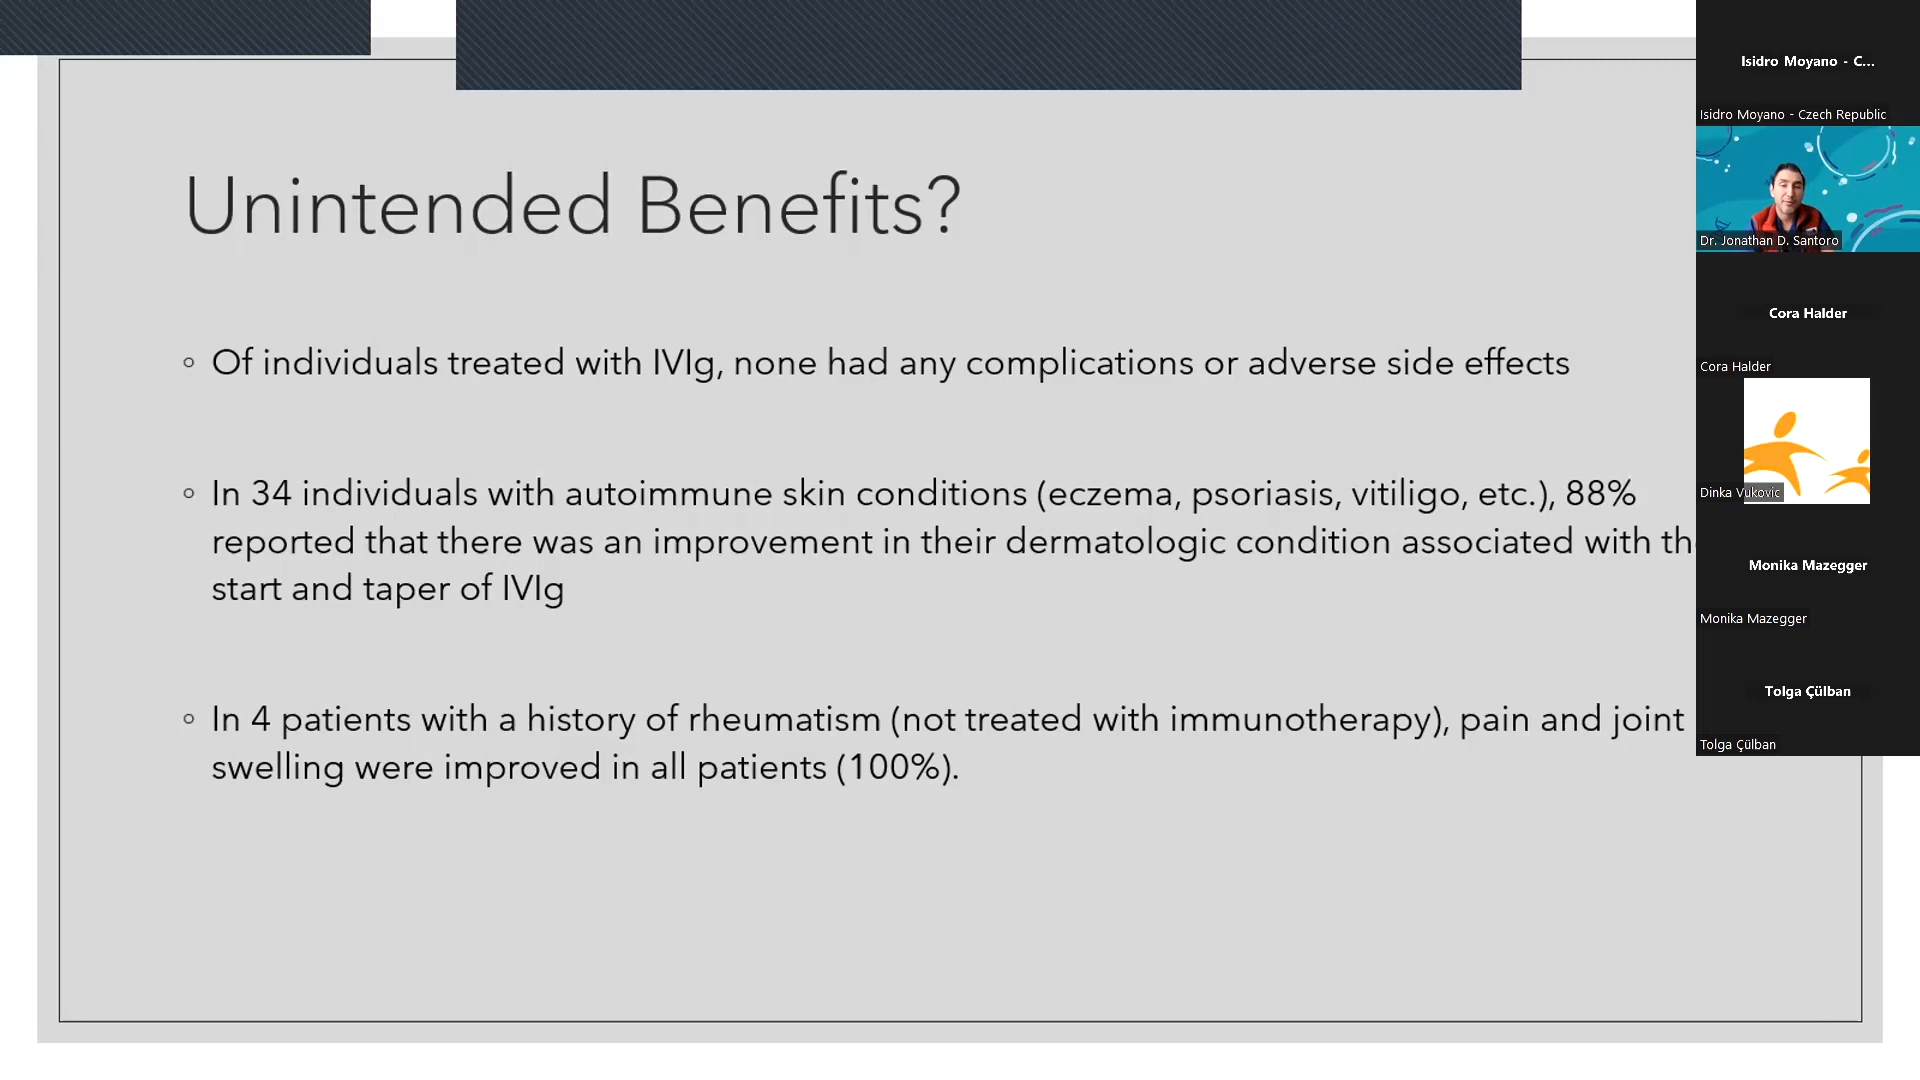 Unintended Benefits?
◦ Of individuals treated with IVIg, none had any complications or adverse side effects
◦ In 34 individuals with autoimmune skin conditions (eczema, psoriasis, vitiligo, etc.), 88%
reported that there was an improvement in their dermatologic condition associated with th
start and taper of IVIg
◦ In 4 patients with a history of rheumatism (not treated with immunotherapy), pain and joint
swelling were improved in all patients (100%).
Isidro Moyano - C...
Isidro Moyano - Czech Republic
Dr. Jonathan D. Santoro
Cora Halder
Cora Halder
Dinka Vukovic
Monika Mazegger
Monika Mazegger
Tolga Çülban
Tolga Çülban